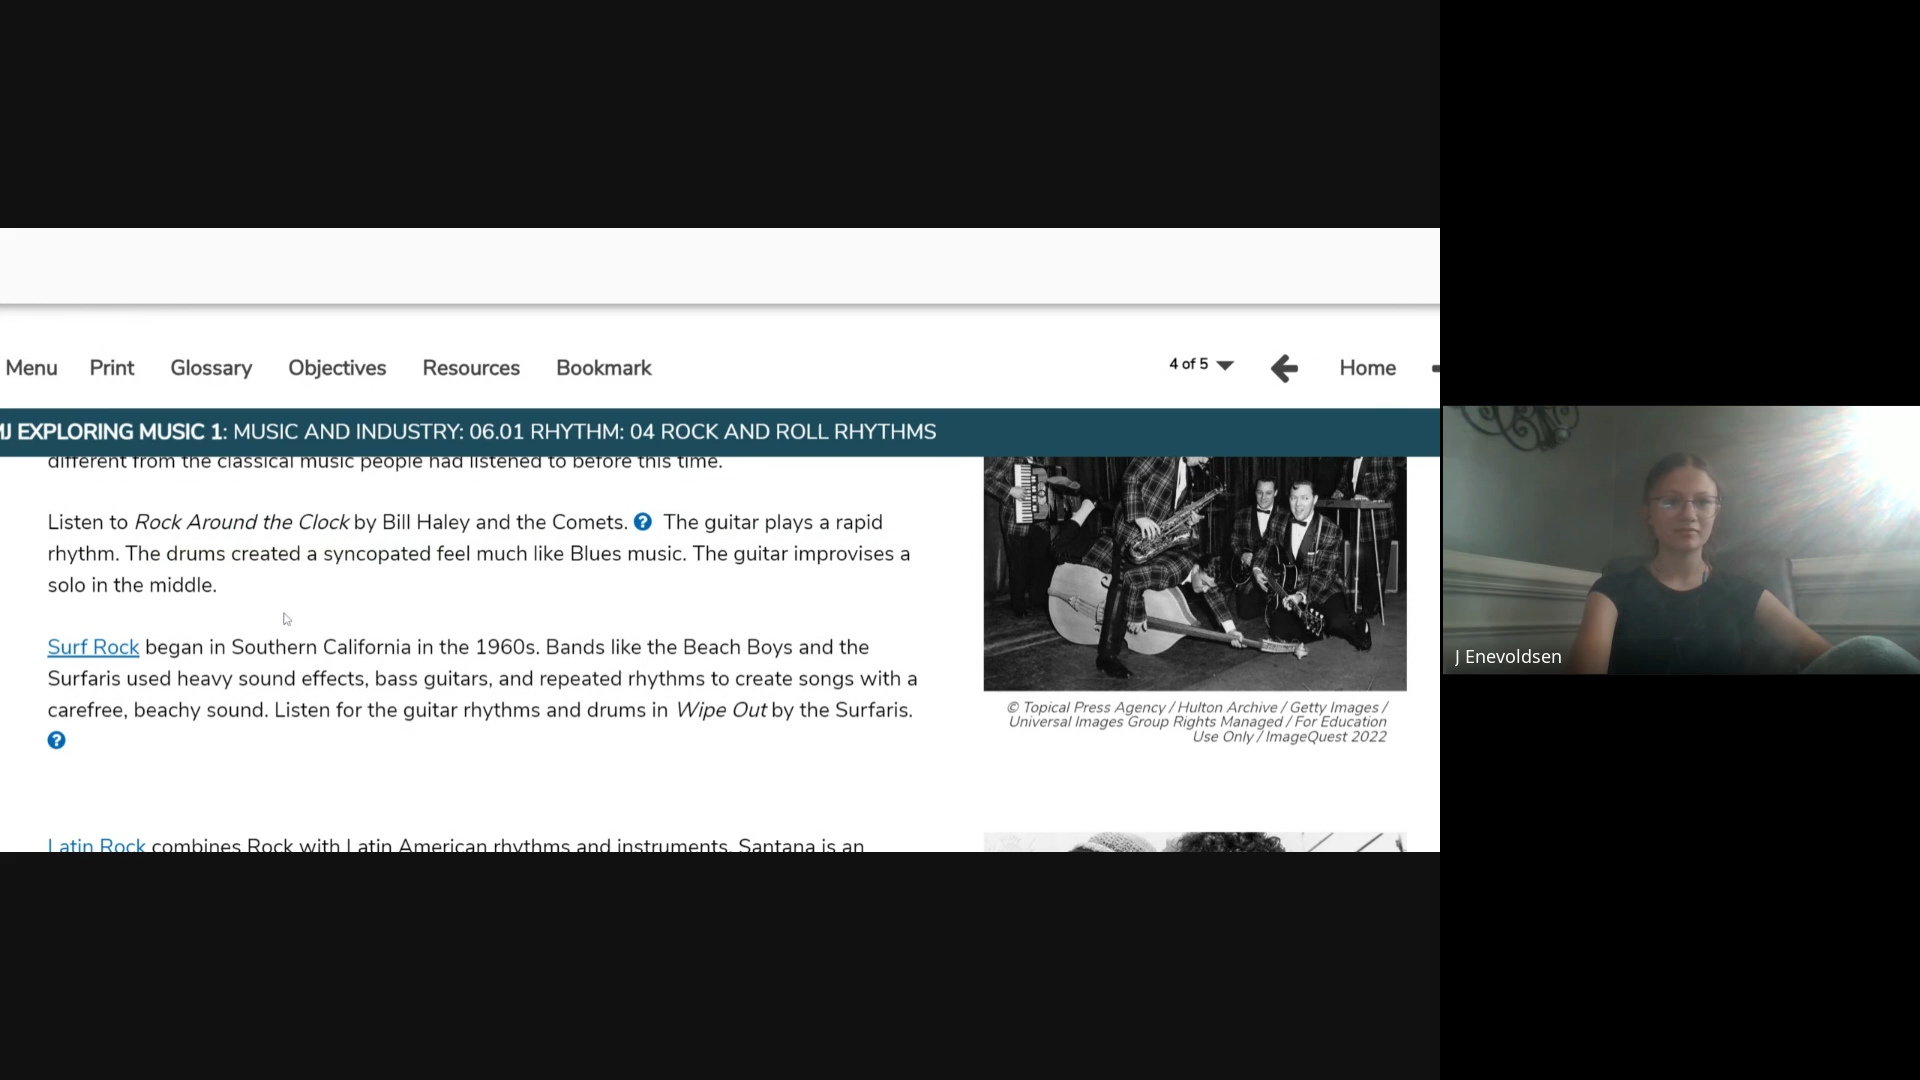 Menu Print Glossary Objectives Resources Bookmark 4 of 5 Home
MJ EXPLORING MUSIC 1: MUSIC AND INDUSTRY: 06.01 RHYTHM: 04 ROCK AND ROLL RHYTHMS
different from the classical music people had listened to before this time.
Listen to Rock Around the Clock by Bill Haley and the Comets. ? The guitar plays a rapid
rhythm. The drums created a syncopated feel much like Blues music. The guitar improvises a
solo in the middle.
Surf Rock began in Southern California in the 1960s. Bands like the Beach Boys and the
Surfaris used heavy sound effects, bass guitars, and repeated rhythms to create songs with a
carefree, beachy sound. Listen for the guitar rhythms and drums in Wipe Out by the Surfaris.
?
© Topical Press Agency / Hulton Archive / Getty Images /
Universal Images Group Rights Managed / For Education
Use Only / ImageQuest 2022
Latin Rock combines Rock with Latin American rhythms and instruments. Santana is an
J Enevoldsen